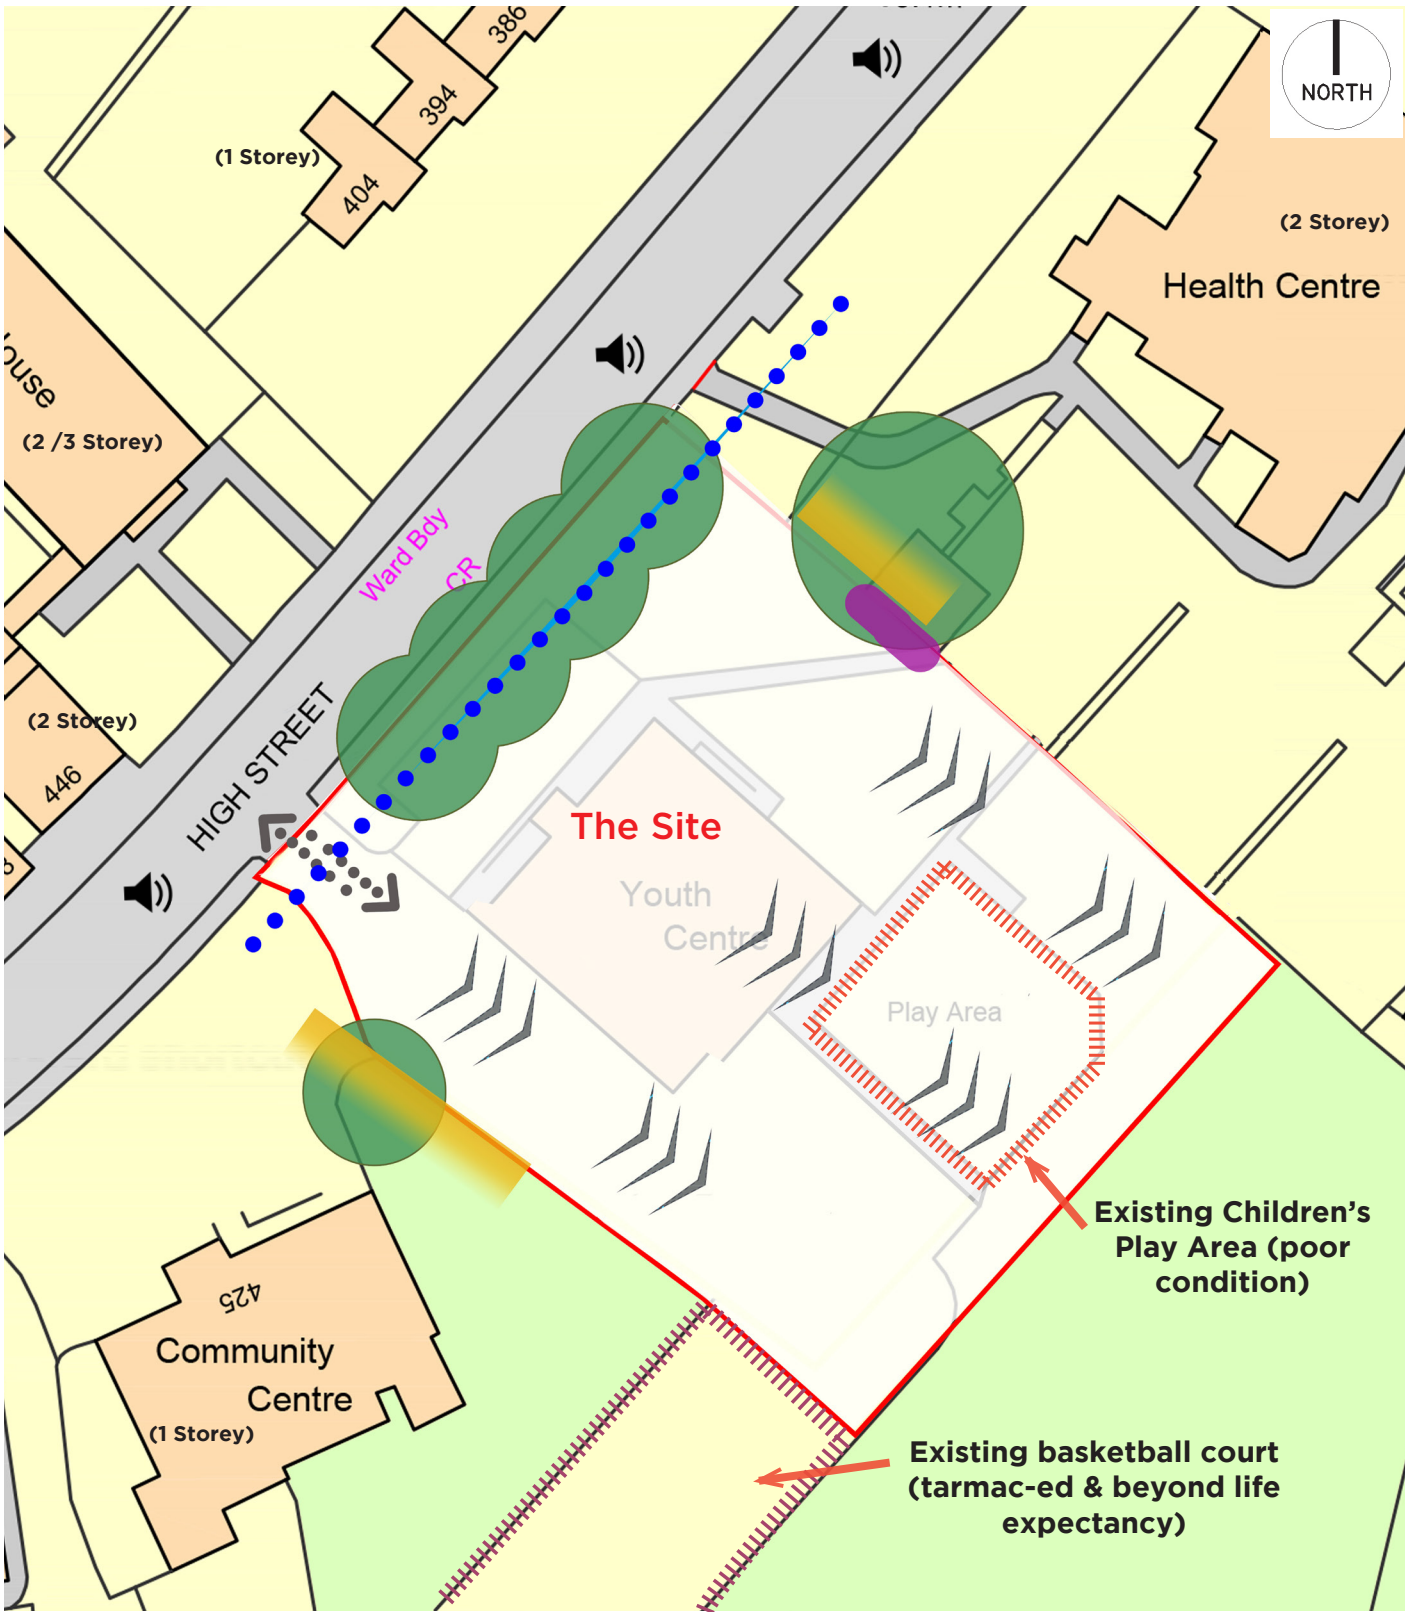 386
NORTH
394
(1 Storey)
404
(2 Storey)
Health Centre
(2 /3 Storey)
Ward Bdy
CR
(2 Storey)
446
HIGH STREET
The Site
Youth
Centre
Play Area
Existing Children’s
Play Area (poor
condition)
425
Community
Centre
(1 Storey)
Existing basketball court
(tarmac-ed & beyond life
expectancy)